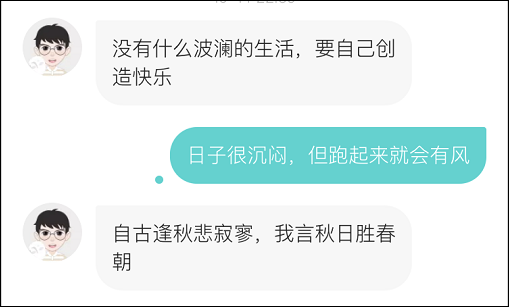 没有什么波澜的生活，要自己创
造快乐
日子很沉闷，但跑起来就会有风
自古逢秋悲寂寥，我言秋日胜春
朝